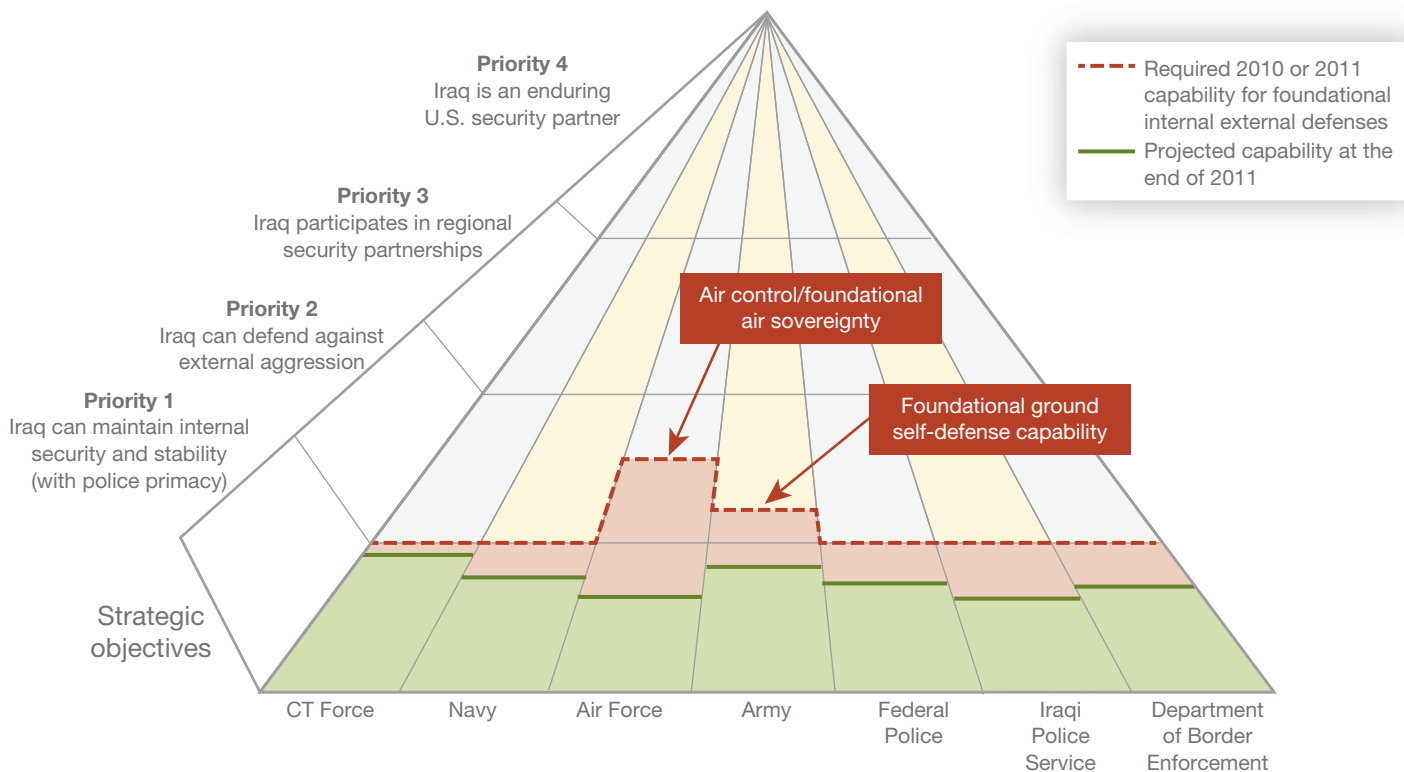 Priority 4
Iraq is an enduring
U.S. security partner
Required 2010 or 2011
capability for foundational
internal external defenses
Projected capability at the
end of 2011
Priority 3
Iraq participates in regional
security partnerships
Air control/foundational
air sovereignty
Priority 2
Iraq can defend against
external aggression
Priority 1
Iraq can maintain internal
security and stability
(with police primacy)
Foundational ground
self-defense capability
Strategic
objectives
CT Force
Navy
Air Force
Army
Federal
Police
Iraqi
Police
Service
Department
of Border
Enforcement